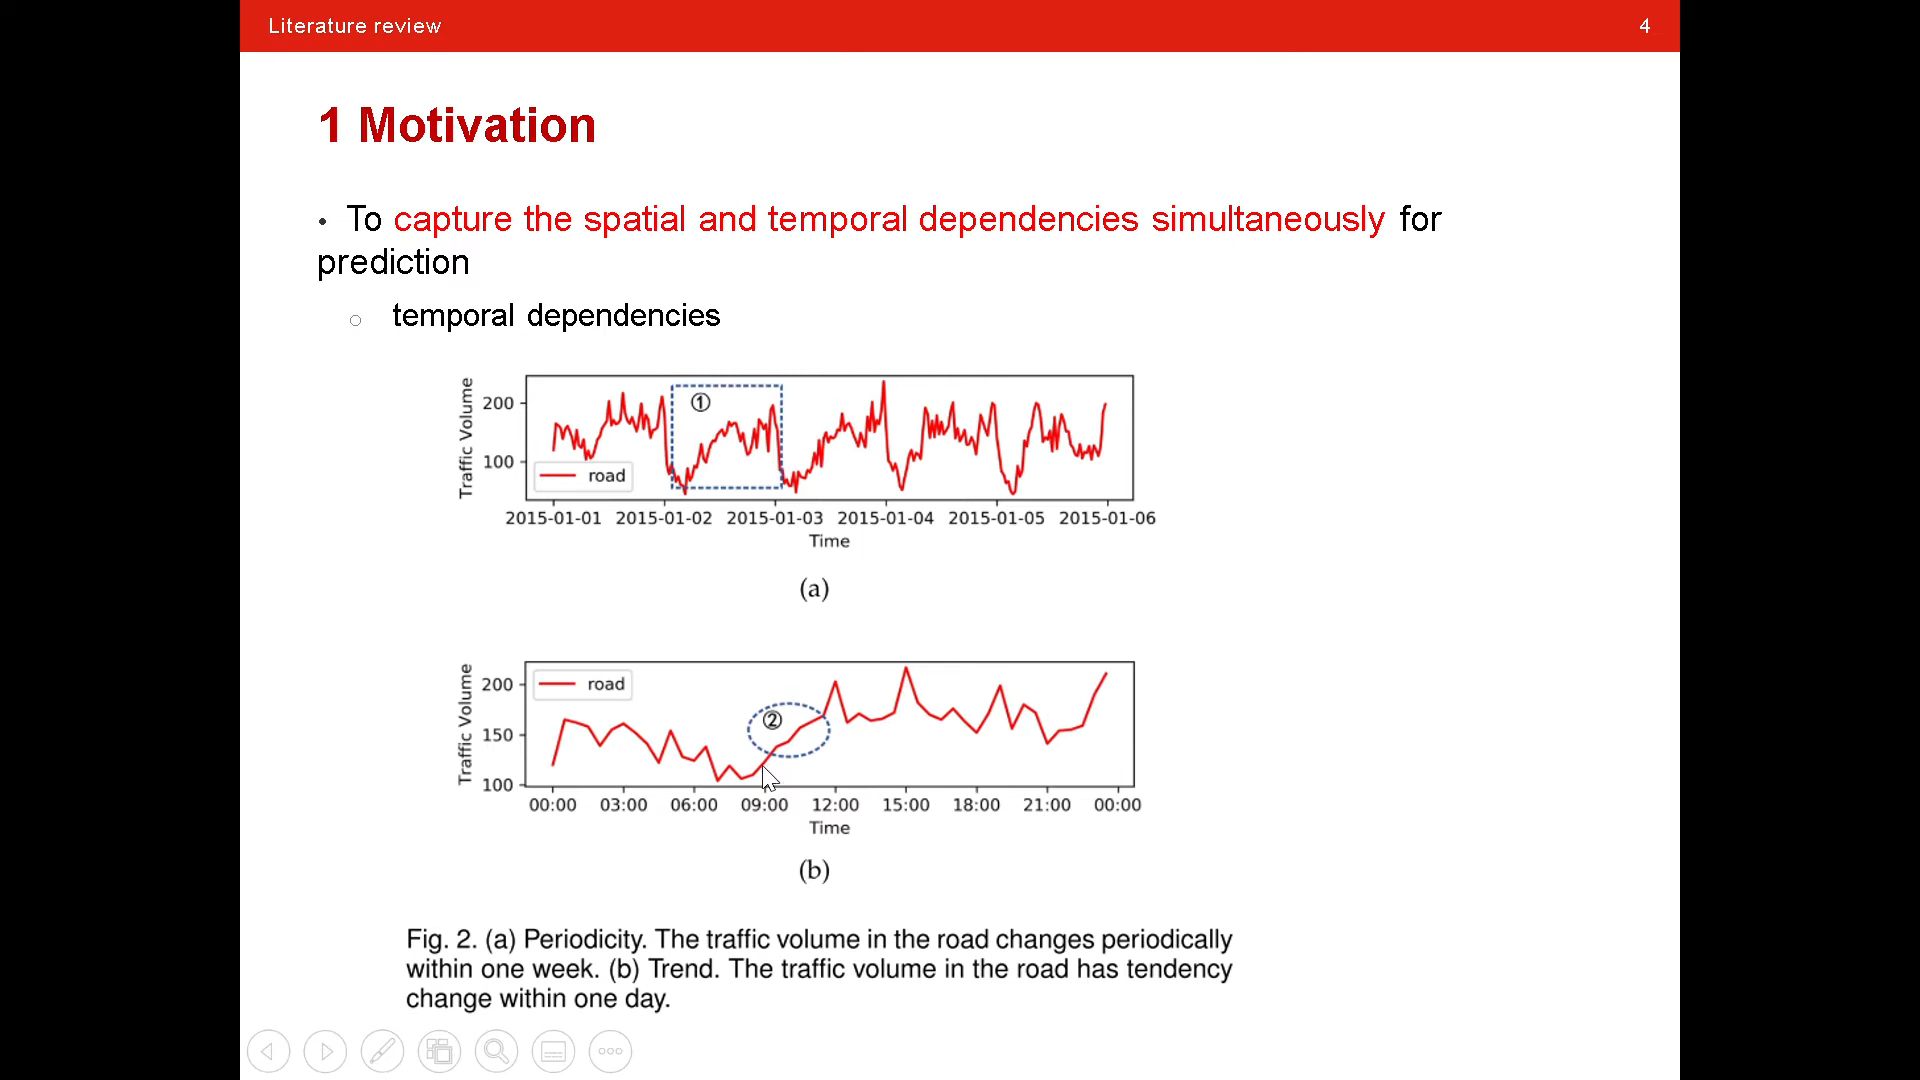 Literature review
4
1 Motivation
• To capture the spatial and temporal dependencies simultaneously for
prediction
○ temporal dependencies
Traffic Volume
200
100
①
road
2015-01-01 2015-01-02 2015-01-03 2015-01-04 2015-01-05 2015-01-06
Time
(a)
Traffic Volume
200
150
100
road
②
00:00 03:00 06:00 09:00 12:00 15:00 18:00 21:00 00:00
Time
(b)
Fig. 2. (a) Periodicity. The traffic volume in the road changes periodically
within one week. (b) Trend. The traffic volume in the road has tendency
change within one day.